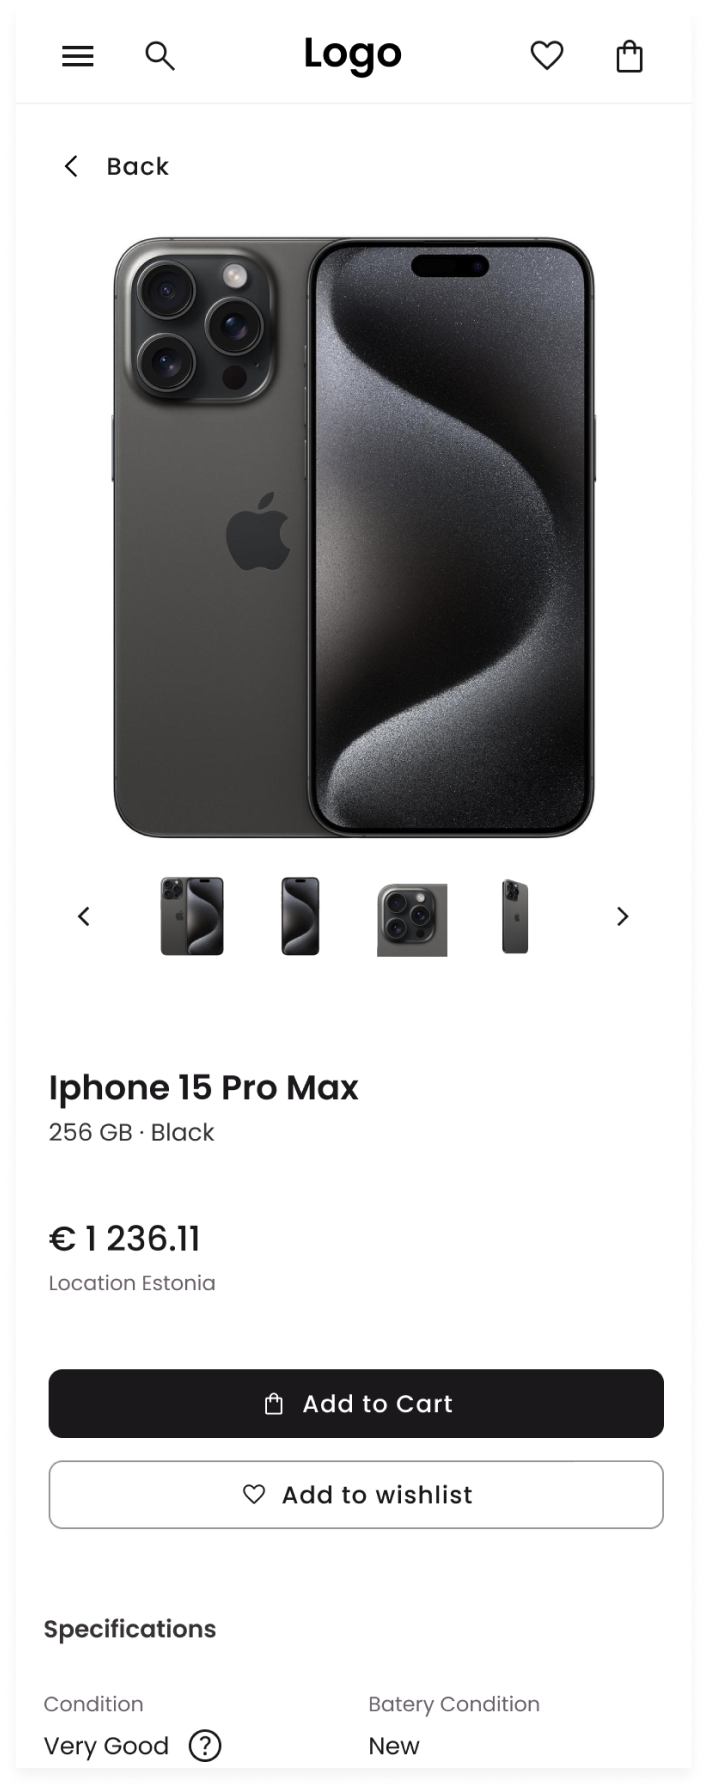 Logo
Back
Iphone 15 Pro Max
256 GB · Black
€ 1 236.11
Location Estonia
Add to Cart
Add to wishlist
Specifications
Condition
Batery Condition
Very Good ?
New